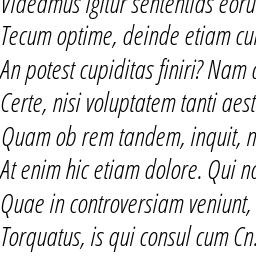 Videamus igitur sententias eoru
Tecum optime, deinde etiam cu
An potest cupiditas finiri? Nam
Certe, nisi voluptatem tanti aest
Quam ob rem tandem, inquit, n
At enim hic etiam dolore. Qui n
Quae in controversiam veniunt,
Torquatus, is qui consul cum Cn.